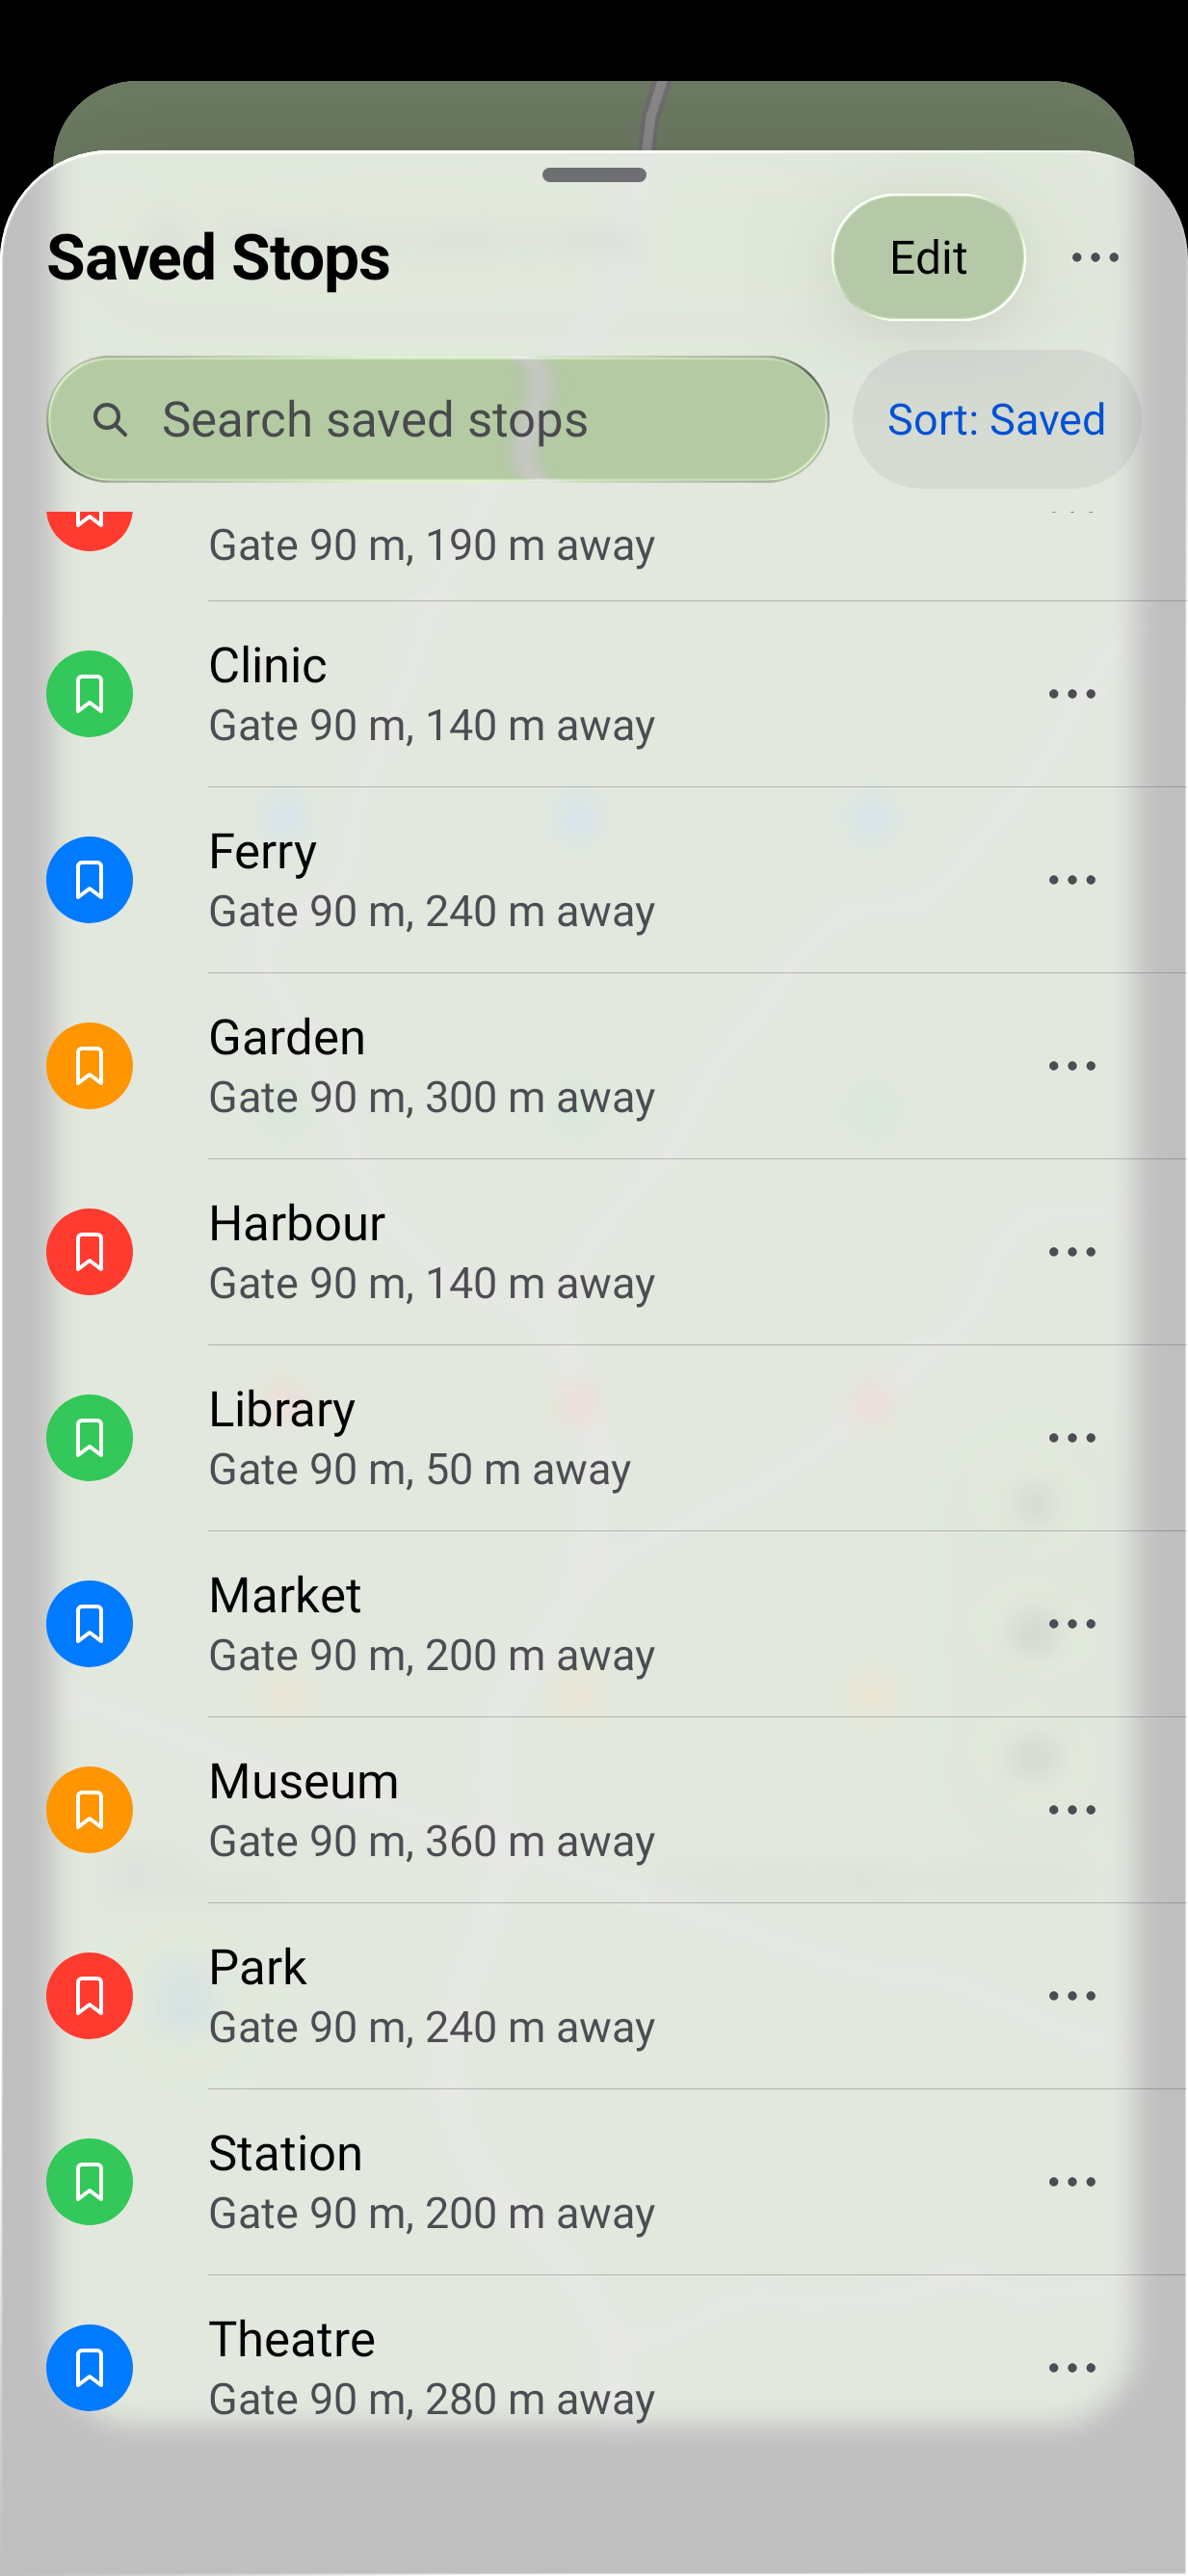 Saved Stops
Edit
Search saved stops
Sort: Saved
Gate 90 m, 190 m away
Clinic
Gate 90 m, 140 m away
Ferry
Gate 90 m, 240 m away
Garden
Gate 90 m, 300 m away
Harbour
Gate 90 m, 140 m away
Library
Gate 90 m, 50 m away
Market
Gate 90 m, 200 m away
Museum
Gate 90 m, 360 m away
Park
Gate 90 m, 240 m away
Station
Gate 90 m, 200 m away
Theatre
Gate 90 m, 280 m away